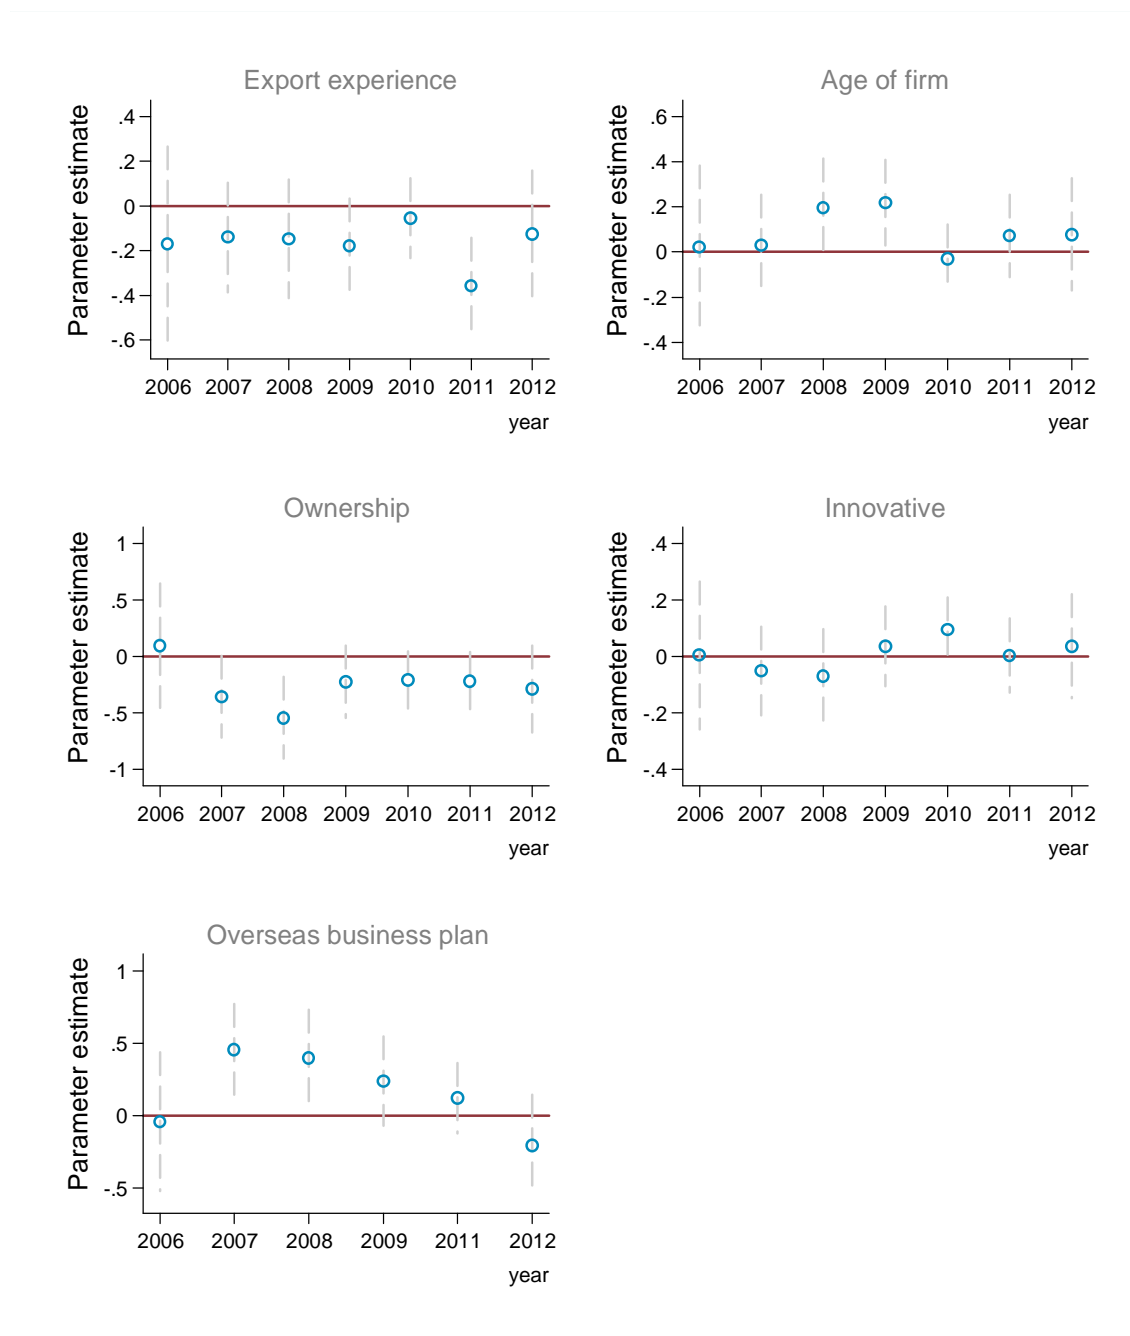 Export experience
Parameter estimate
.4
.2
0
-.2
-.4
-.6
2006 2007 2008 2009 2010 2011 2012
year
Age of firm
Parameter estimate
.6
.4
.2
0
-.2
-.4
2006 2007 2008 2009 2010 2011 2012
year
Ownership
Parameter estimate
1
.5
0
-.5
-1
2006 2007 2008 2009 2010 2011 2012
year
Innovative
Parameter estimate
.4
.2
0
-.2
-.4
2006 2007 2008 2009 2010 2011 2012
year
Overseas business plan
Parameter estimate
1
.5
0
-.5
2006 2007 2008 2009 2011 2012
year